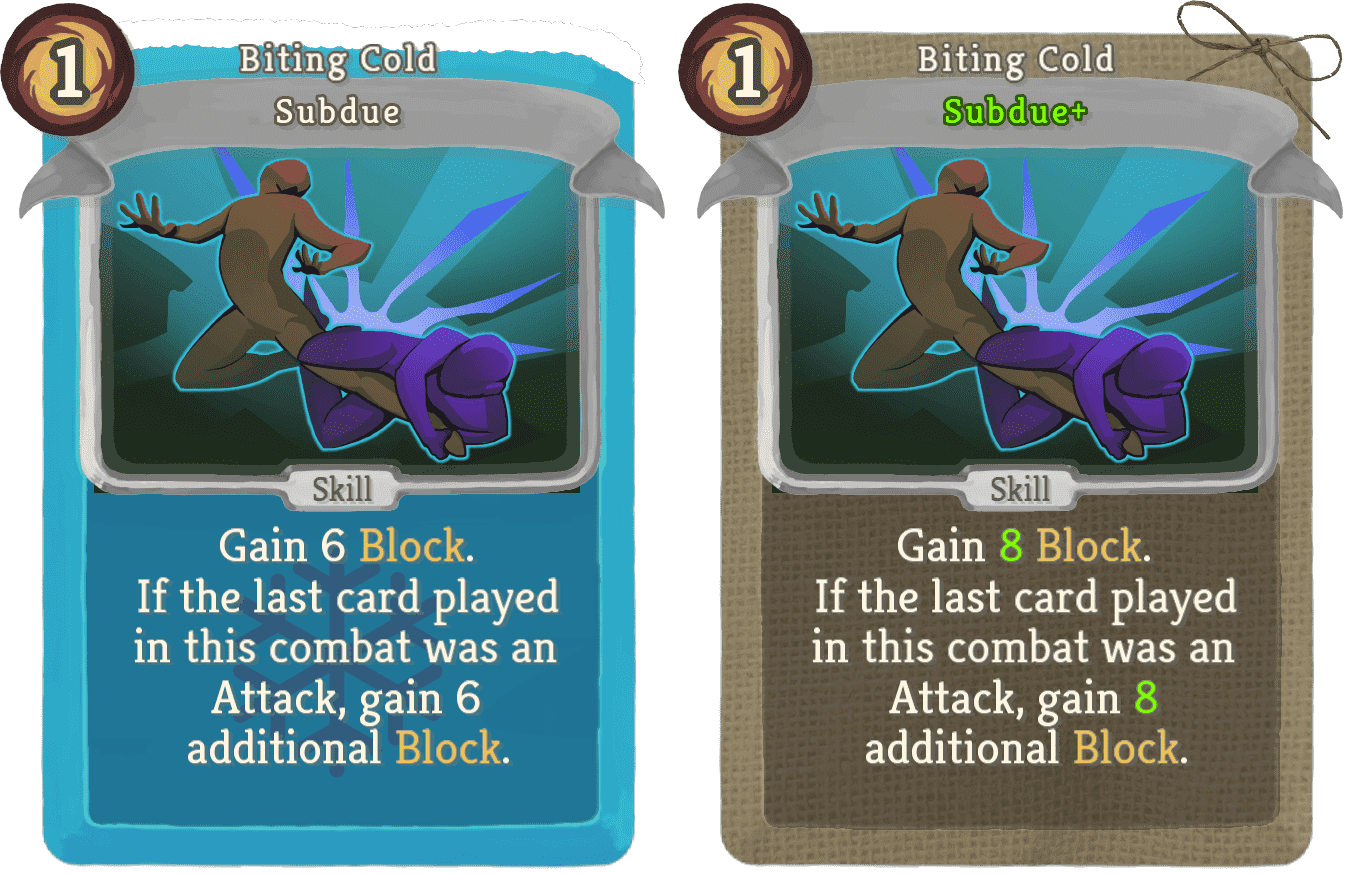 1
Biting Cold
Subdue
Skill
Gain 6 Block.
If the last card played
in this combat was an
Attack, gain 6
additional Block.
1
Biting Cold
Subdue+
Skill
Gain 8 Block.
If the last card played
in this combat was an
Attack, gain 8
additional Block.